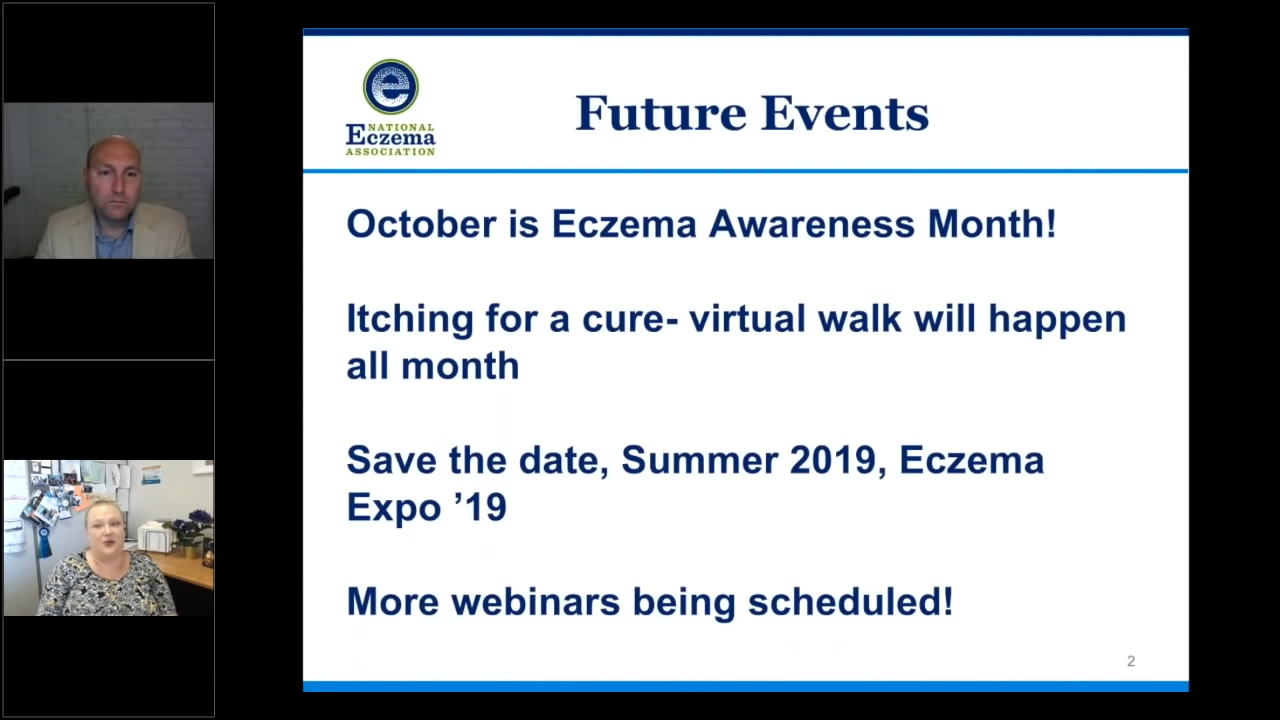 NATIONAL
Eczema
ASSOCIATION
Future Events
October is Eczema Awareness Month!
Itching for a cure- virtual walk will happen
all month
Save the date, Summer 2019, Eczema
Expo ’19
More webinars being scheduled!
2